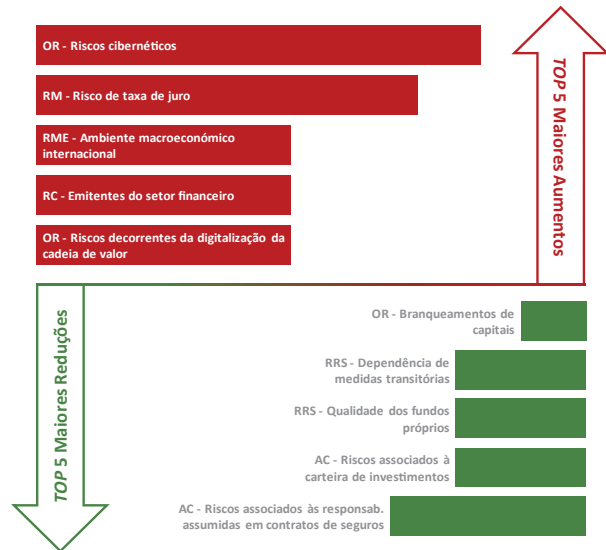 OR - Riscos cibernéticos
RM - Risco de taxa de juro
RME - Ambiente macroeconómico
internacional
RC - Emitentes do setor financeiro
OR - Riscos decorrentes da digitalização da
cadeia de valor
TOP 5 Maiores Aumentos
TOP 5 Maiores Reduções
OR - Branqueamentos de
capitais
RRS - Dependência de
medidas transitórias
RRS - Qualidade dos fundos
próprios
AC - Riscos associados à
carteira de investimentos
AC - Riscos associados às responsab.
assumidas em contratos de seguros